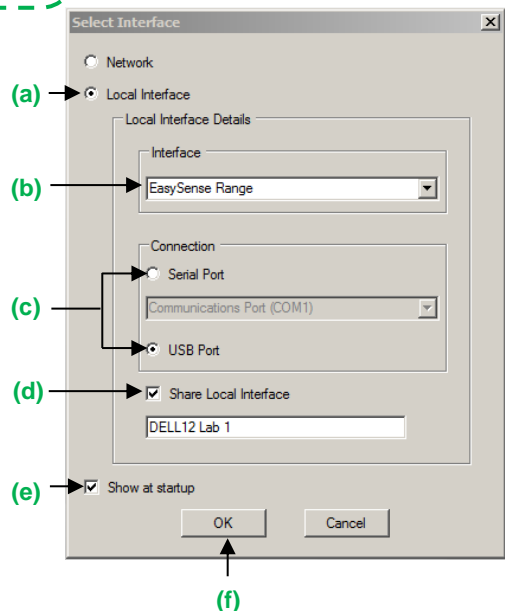 Select Interface
Network
(a) Local Interface
Local Interface Details
Interface
(b) EasySense Range
Connection
Serial Port
(c) Communications Port (COM1)
USB Port
(d) Share Local Interface
DELL12 Lab 1
(e) Show at startup
OK Cancel
(f)